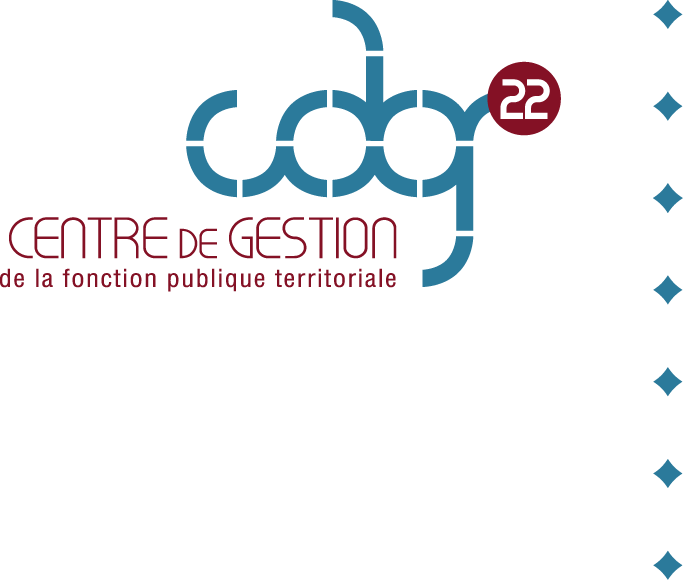 cdg 22
CENTRE DE GESTION
de la fonction publique territoriale